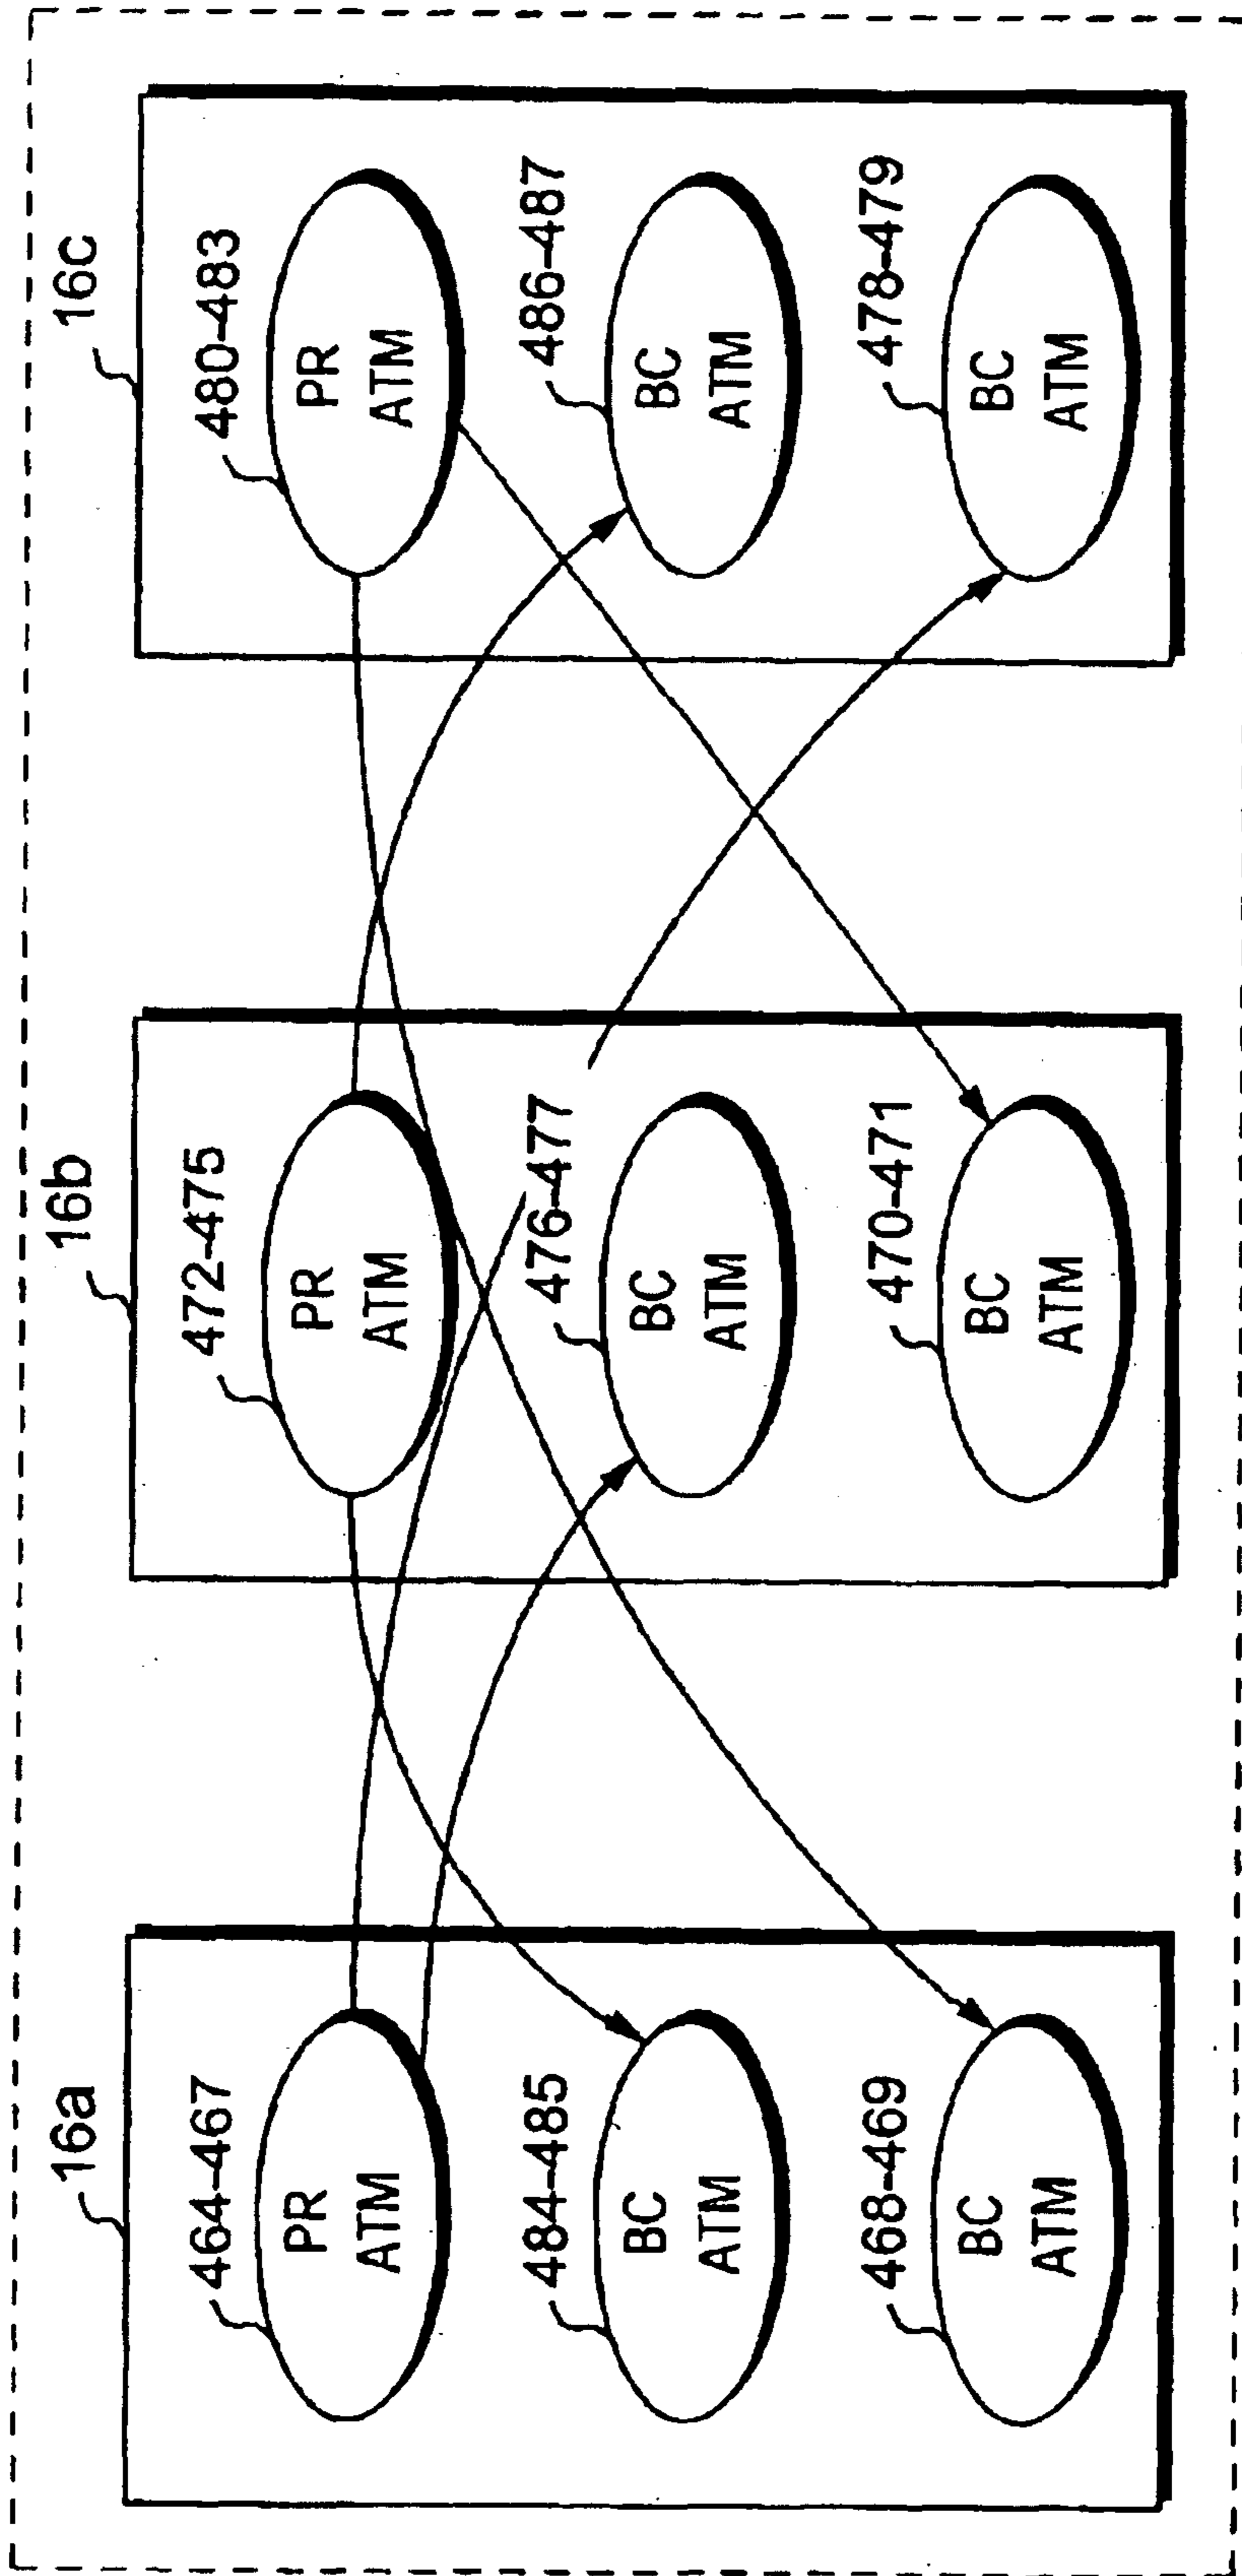 16a
464-467
PR
ATM
484-485
BC
ATM
468-469
BC
ATM
16b
472-475
PR
ATM
476-477
BC
ATM
470-471
BC
ATM
16c
480-483
PR
ATM
486-487
BC
ATM
478-479
BC
ATM